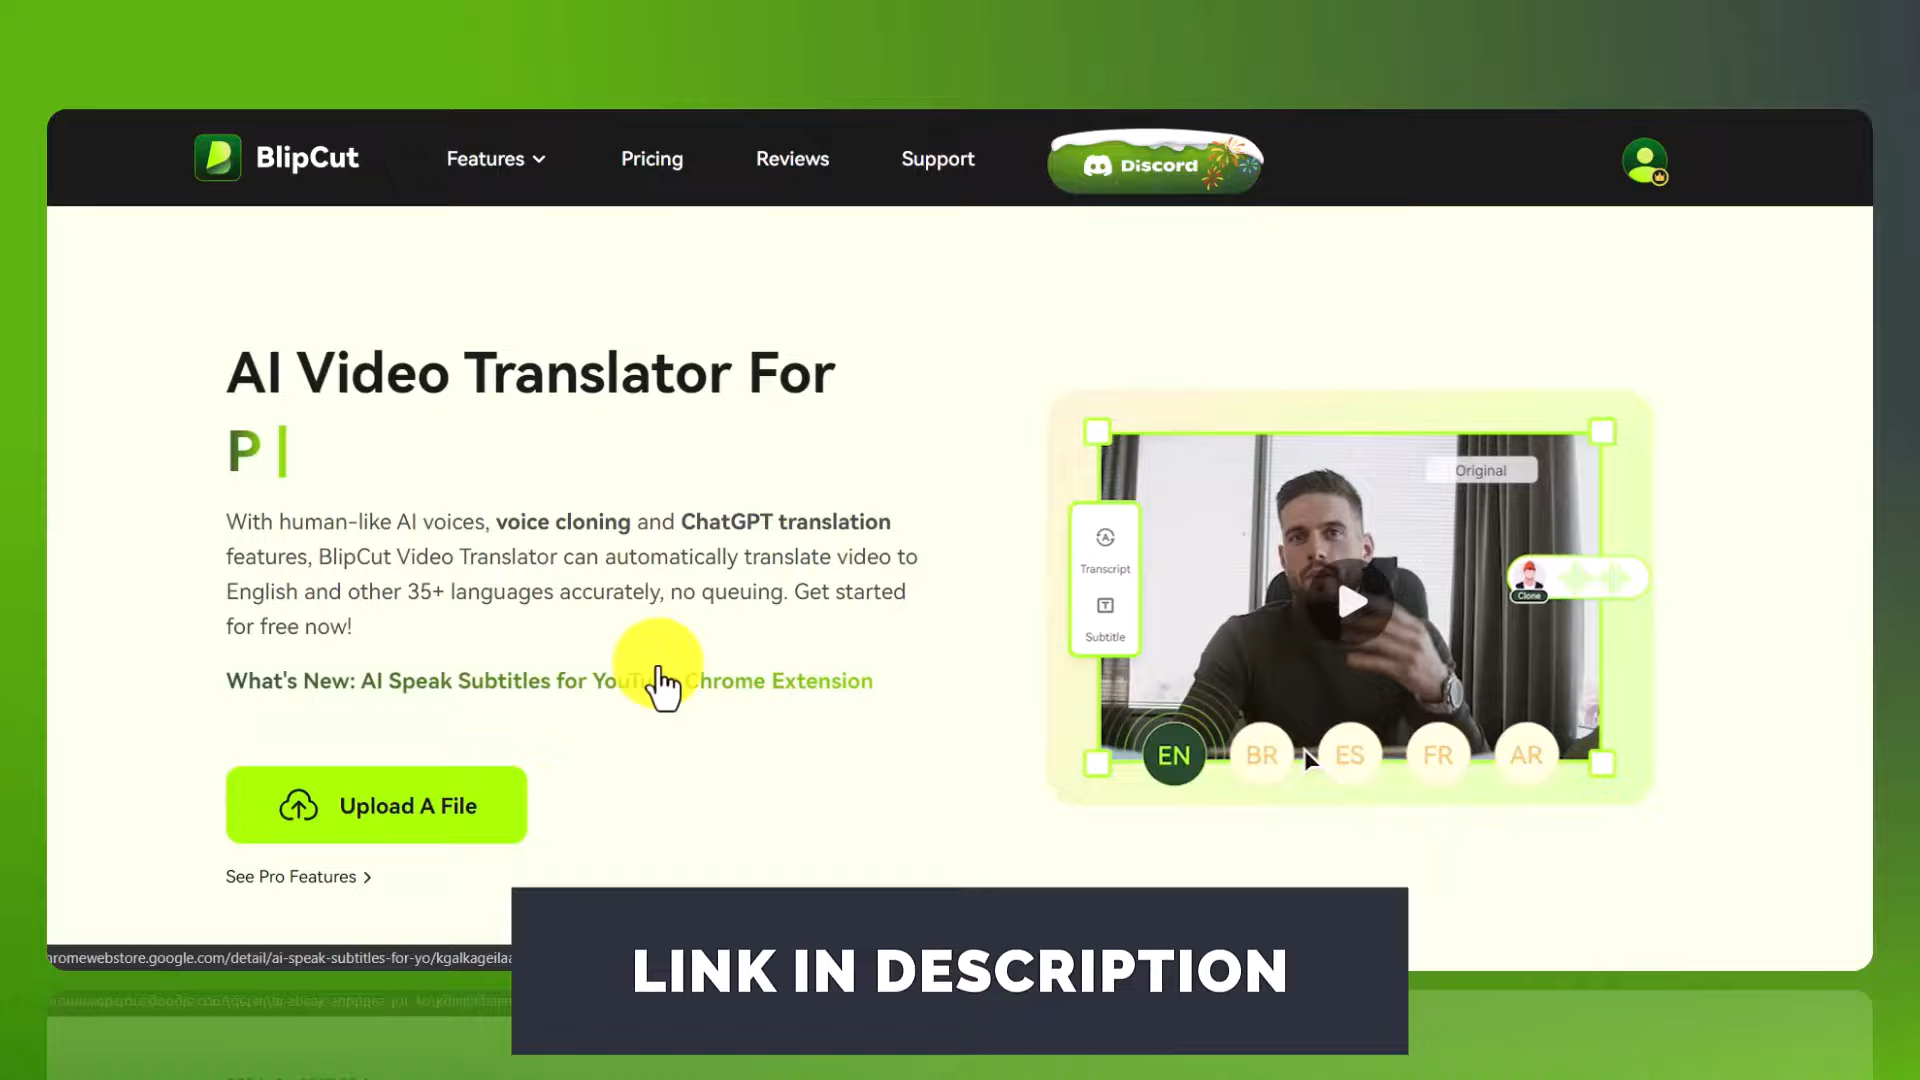 BlipCut
Features
Pricing
Reviews
Support
Discord
AI Video Translator For
P
With human-like AI voices, voice cloning and ChatGPT translation
features, BlipCut Video Translator can automatically translate video to
English and other 35+ languages accurately, no queuing. Get started
for free now!
What's New: AI Speak Subtitles for YouTu Chrome Extension
Upload A File
See Pro Features
Original
Transcript
Subtitle
Clone
EN
BR
ES
FR
AR
hromewebstore.google.com/detail/ai-speak-subtitles-for-yo/kgalkageilaa
LINK IN DESCRIPTION